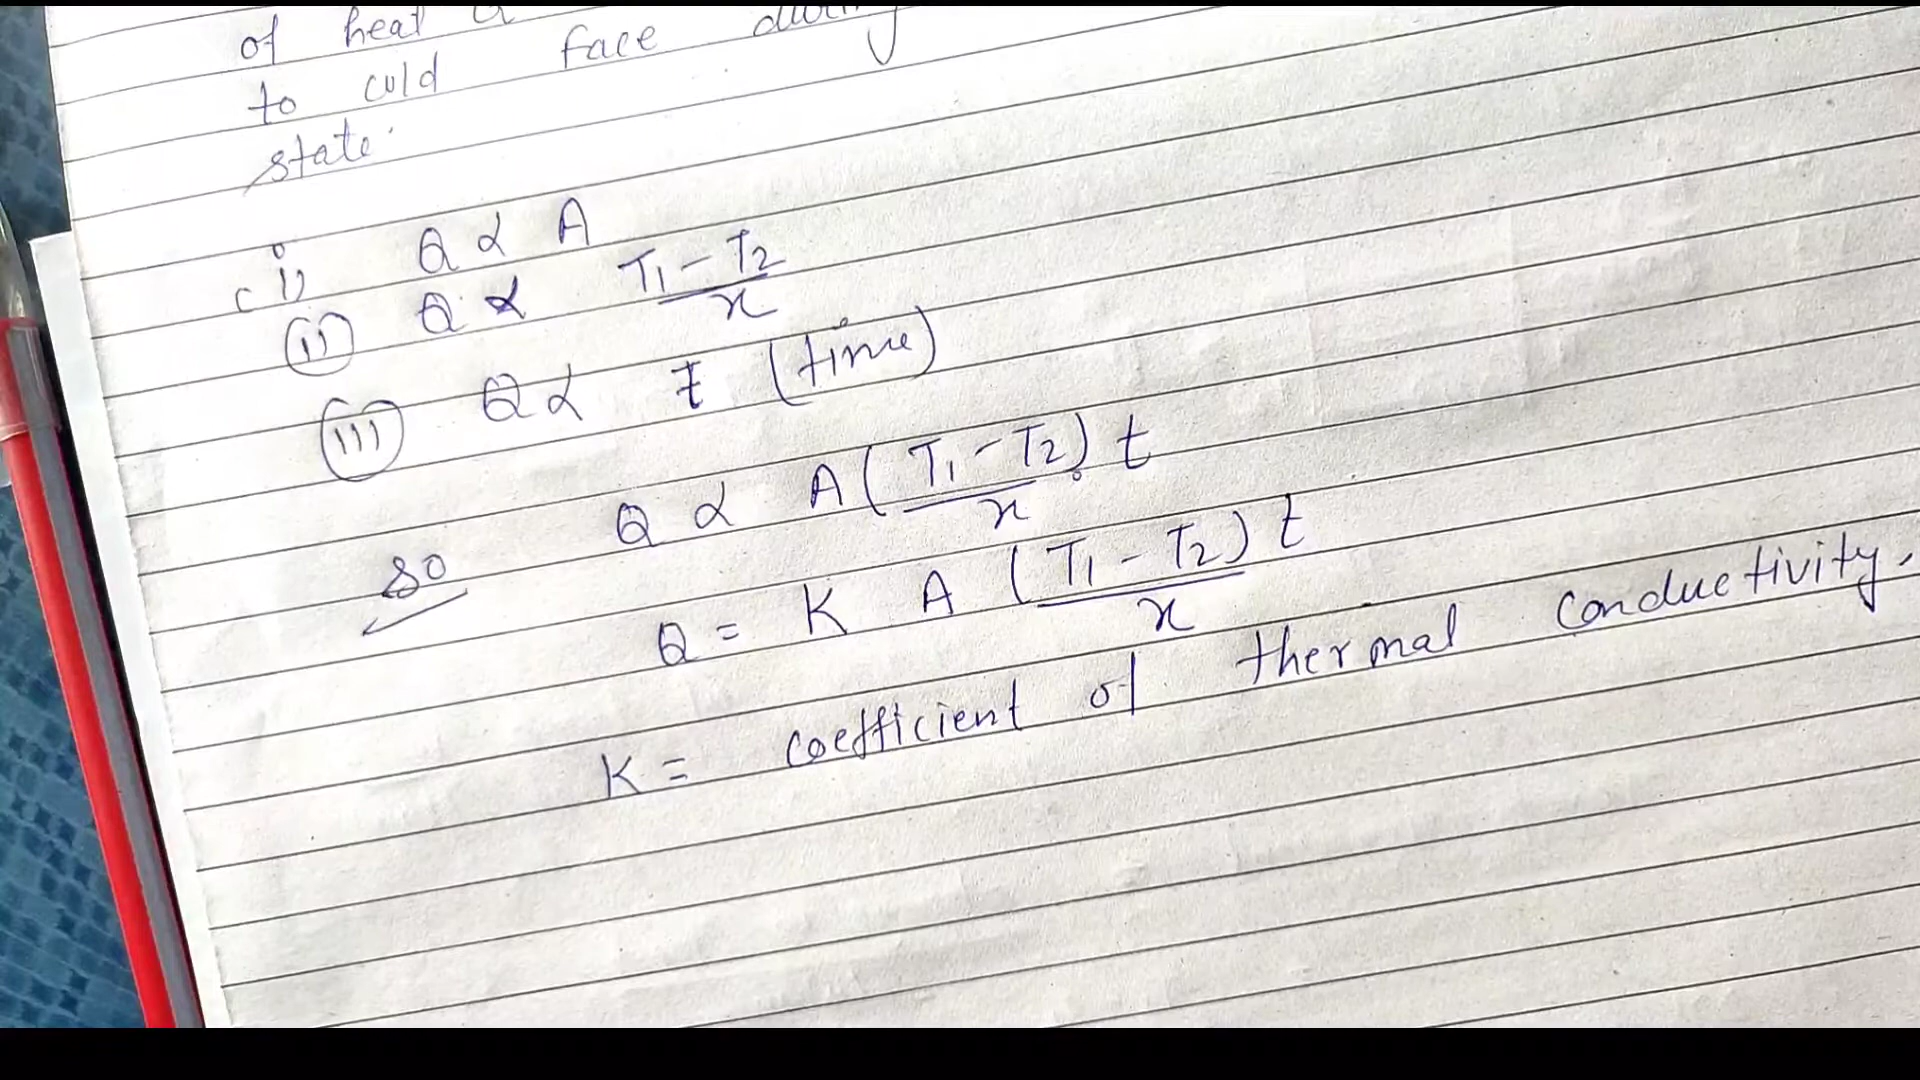 of heat Q
to cold face during
state
(i) Q α A
(ii) Q α T1 - T2 / x
(iii) Q α t (time)
so Q α A (T1 - T2) / x t
Q = K A (T1 - T2) / x t
K = coefficient of thermal conductivity.